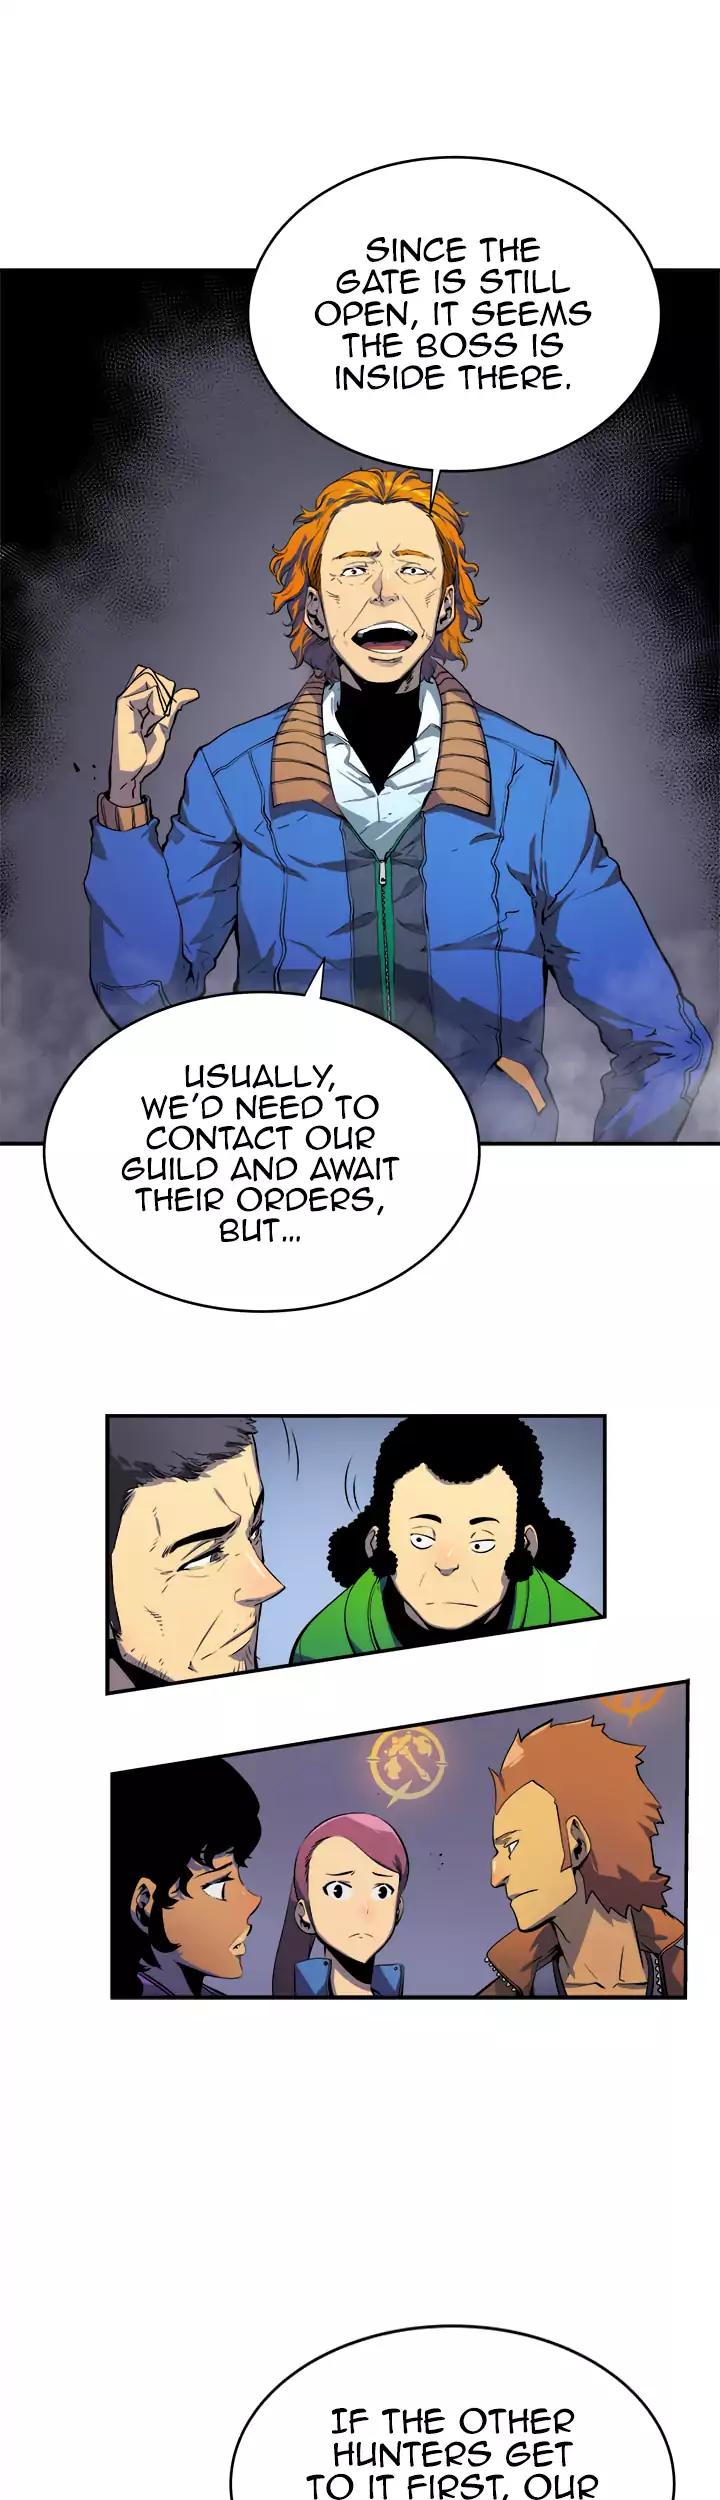 SINCE THE
GATE IS STILL
OPEN, IT SEEMS
THE BOSS IS
INSIDE THERE.
USUALLY,
WE'D NEED TO
CONTACT OUR
GUILD AND AWAIT
THEIR ORDERS,
BUT...
IF THE OTHER
HUNTERS GET
TO IT FIRST, OUR